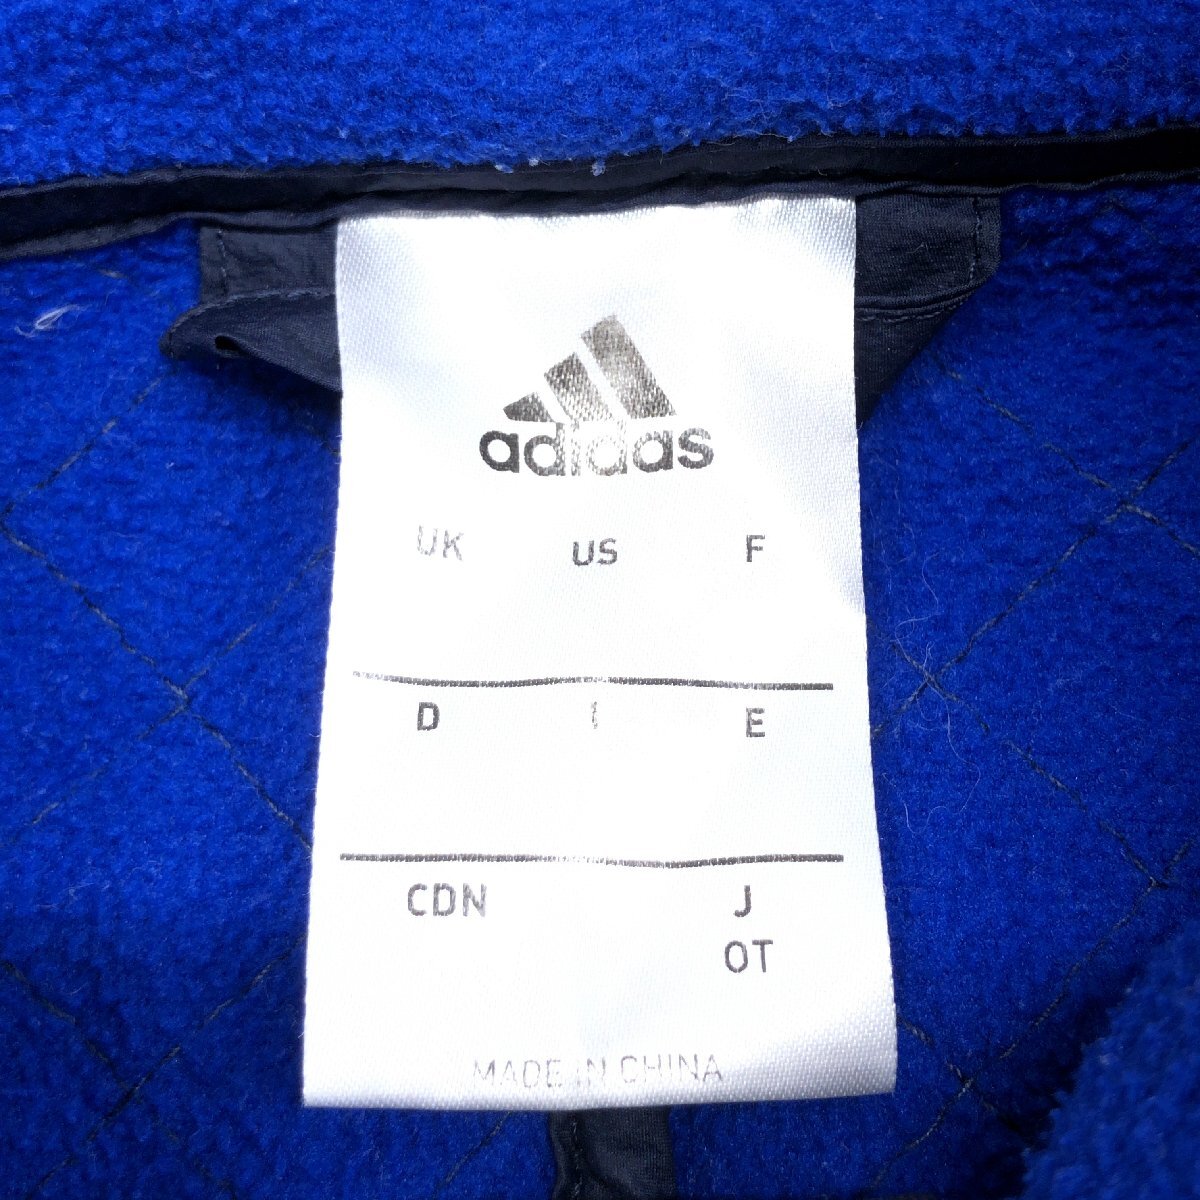 adidas
UK US F
D I E
CDN J
OT
MADE IN CHINA